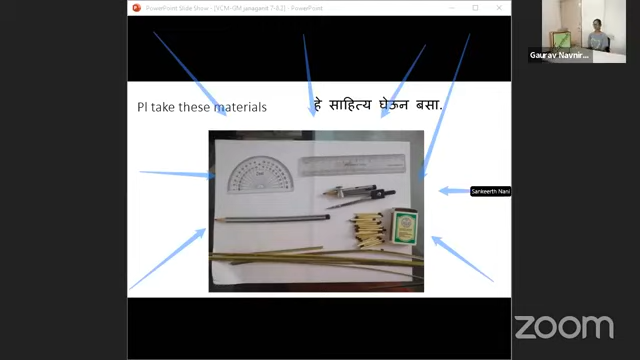 PowerPoint Slide Show - [VCM-GM janaganit 7-8.2] - PowerPoint
Gaurav Navnir...
Pl take these materials
हे साहित्य घेऊन बसा.
Sankeerth Nani
zoom